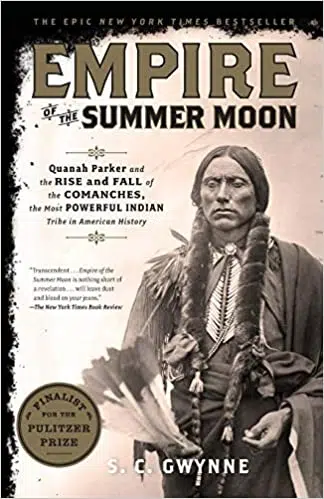 THE EPIC NEW YORK TIMES BESTSELLER
EMPIRE
OF THE
SUMMER MOON
Quanah Parker and
the RISE and FALL of
the COMANCHES,
the Most POWERFUL INDIAN
Tribe in American History
"Transcendent . . . Empire of the
Summer Moon is nothing short of
a revelation . . . will leave dust
and blood on your jeans."
—The New York Times Book Review
FINALIST
FOR THE
PULITZER
PRIZE
S. C. GWYNNE